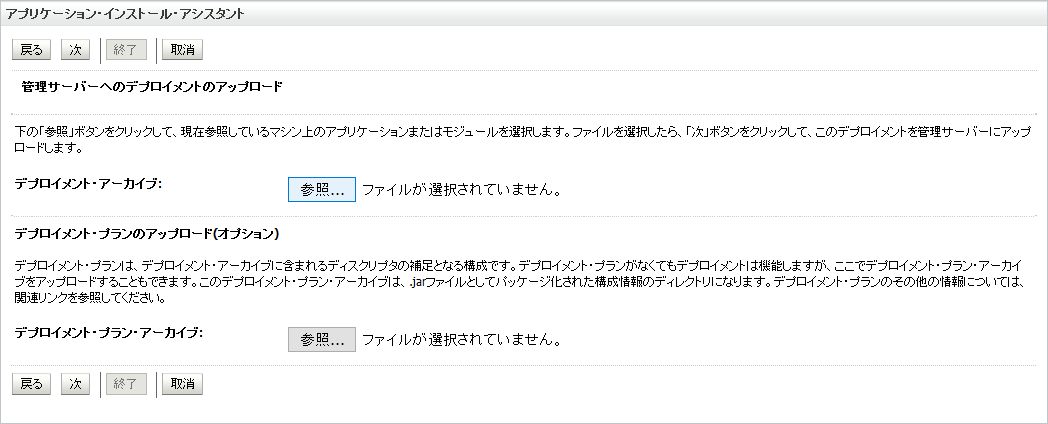 アプリケーション・インストール・アシスタント
戻る 次 終了 取消
管理サーバーへのデプロイメントのアップロード
下の「参照」ボタンをクリックして、現在参照しているマシン上のアプリケーションまたはモジュールを選択します。ファイルを選択したら、「次」ボタンをクリックして、このデプロイメントを管理サーバーにアップ
ロードします。
デプロイメント・アーカイブ: 参照... ファイルが選択されていません。
デプロイメント・プランのアップロード(オプション)
デプロイメント・プランは、デプロイメント・アーカイブに含まれるディスクリプタの補足となる構成です。デプロイメント・プランがなくてもデプロイメントは機能しますが、ここでデプロイメント・プラン・アーカイ
ブをアップロードすることもできます。このデプロイメント・プラン・アーカイブは、.jarファイルとしてパッケージ化された構成情報のディレクトリになります。デプロイメント・プランのその他の情報については、
関連リンクを参照してください。
デプロイメント・プラン・アーカイブ: 参照... ファイルが選択されていません。
戻る 次 終了 取消